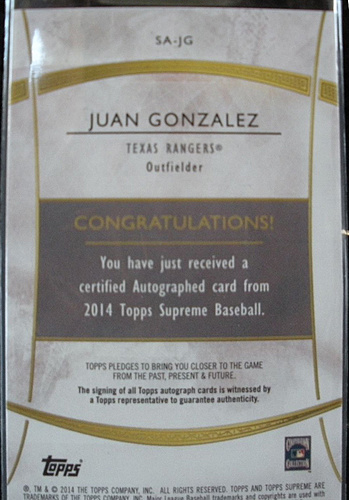 SA-JG
JUAN GONZALEZ
TEXAS RANGERS®
Outfielder
CONGRATULATIONS!
You have just received a
certified Autographed card from
2014 Topps Supreme Baseball.
TOPPS PLEDGES TO BRING YOU CLOSER TO THE GAME
FROM THE PAST, PRESENT & FUTURE.
The signing of all Topps autograph cards is witnessed by
a Topps representative to guarantee authenticity.
Topps
COOPERSTOWN
COLLECTION
®, TM & © 2014 THE TOPPS COMPANY, INC. ALL RIGHTS RESERVED. TOPPS AND TOPPS SUPREME ARE
TRADEMARKS OF THE TOPPS COMPANY, INC. Major League Baseball trademarks and copyrights are used with